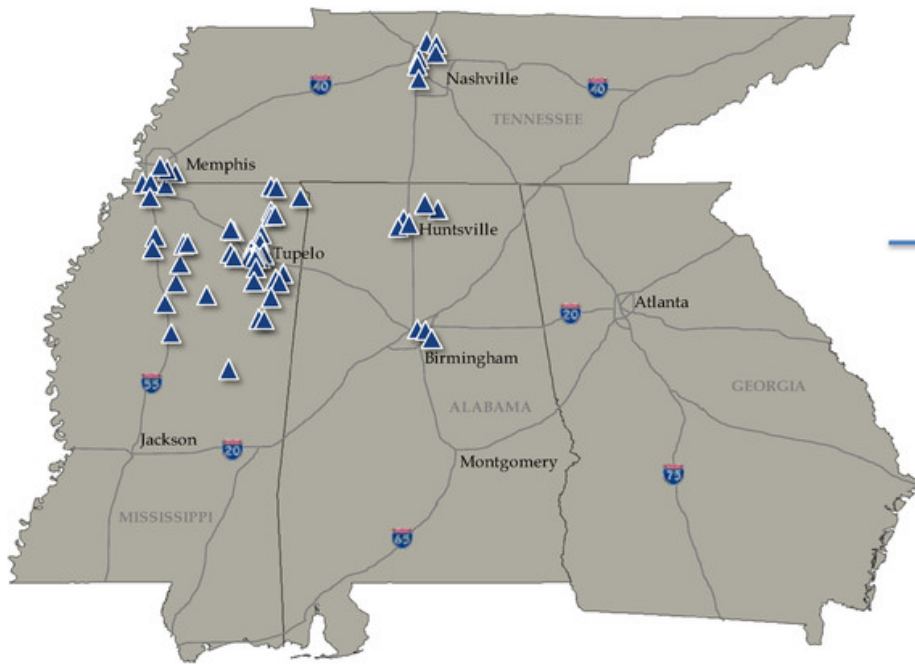 Nashville
40
40
TENNESSEE
Memphis
Huntsville
Tupelo
Atlanta
20
Birmingham
55
GEORGIA
ALABAMA
Jackson
20
Montgomery
75
MISSISSIPPI
65